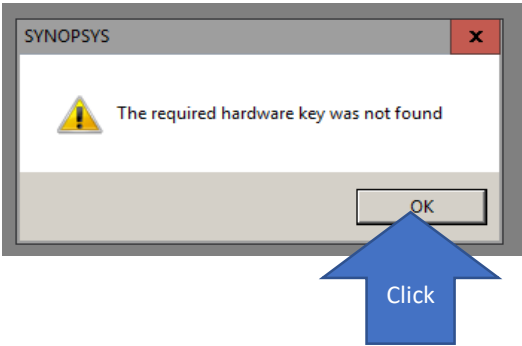 SYNOPSYS
x
The required hardware key was not found
OK
Click